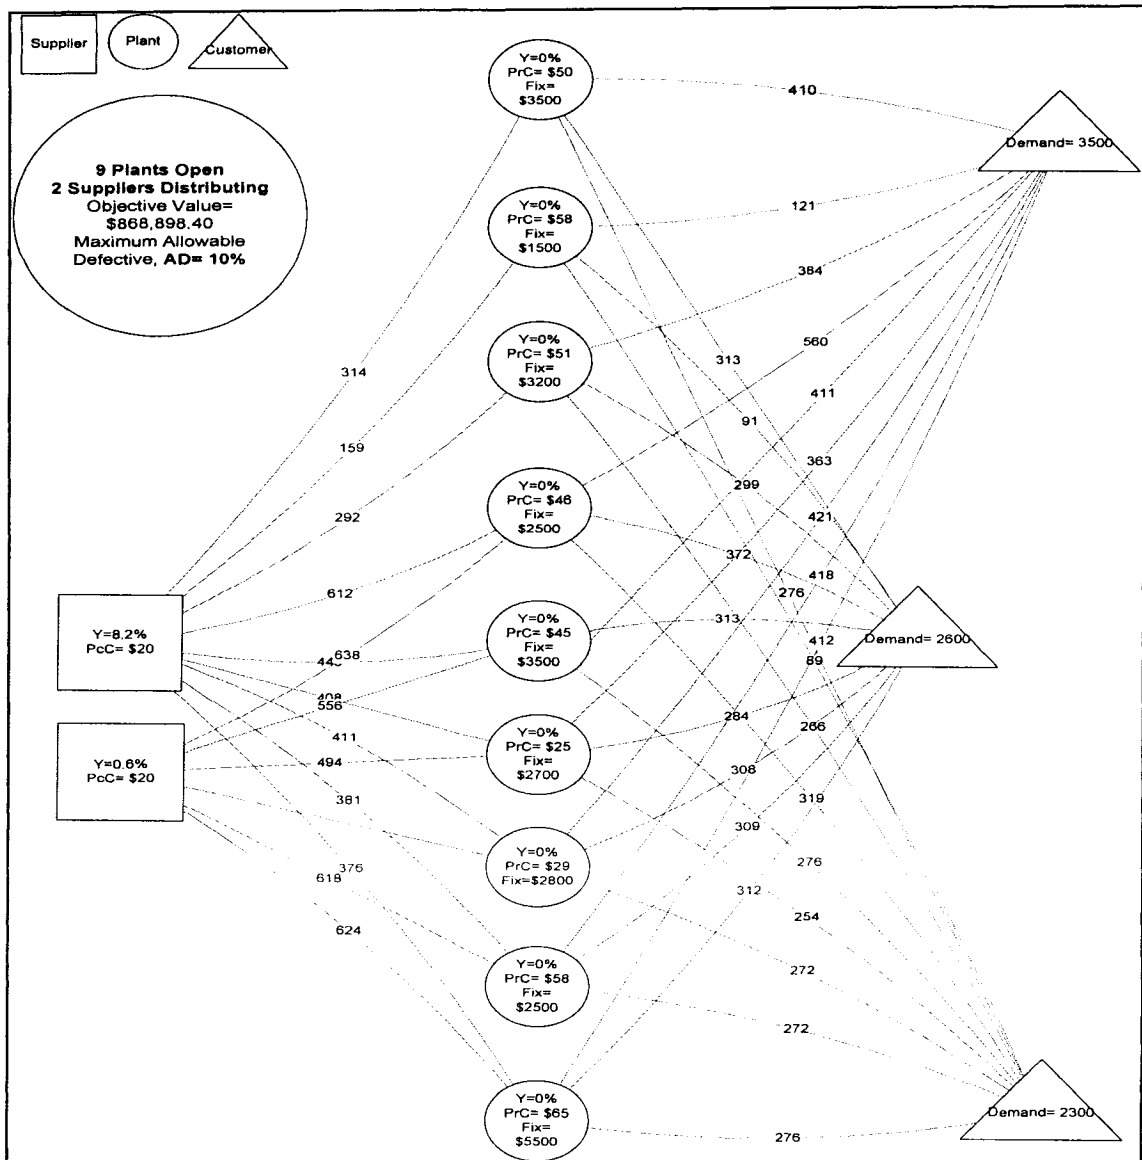 Supplier
Plant
Customer
9 Plants Open
2 Suppliers Distributing
Objective Value=
$868,898.40
Maximum Allowable
Defective, AD= 10%
Y=0%
PrC= $50
Fix=
$3500
Y=0%
PrC= $58
Fix=
$1500
Y=0%
PrC= $51
Fix=
$3200
Y=0%
PrC= $46
Fix=
$2500
Y=0%
PrC= $45
Fix=
$3500
Y=0%
PrC= $25
Fix=
$2700
Y=0%
PrC= $29
Fix=$2800
Y=0%
PrC= $58
Fix=
$2500
Y=0%
PrC= $65
Fix=
$5500
Y=8.2%
PcC= $20
Y=0.6%
PcC= $20
Demand= 3500
Demand= 2600
Demand= 2300
314
159
292
612
638
408
556
411
494
381
376
618
624
410
121
384
560
411
363
421
418
412
313
91
299
372
313
284
308
309
312
276
89
266
319
276
254
272
272
276